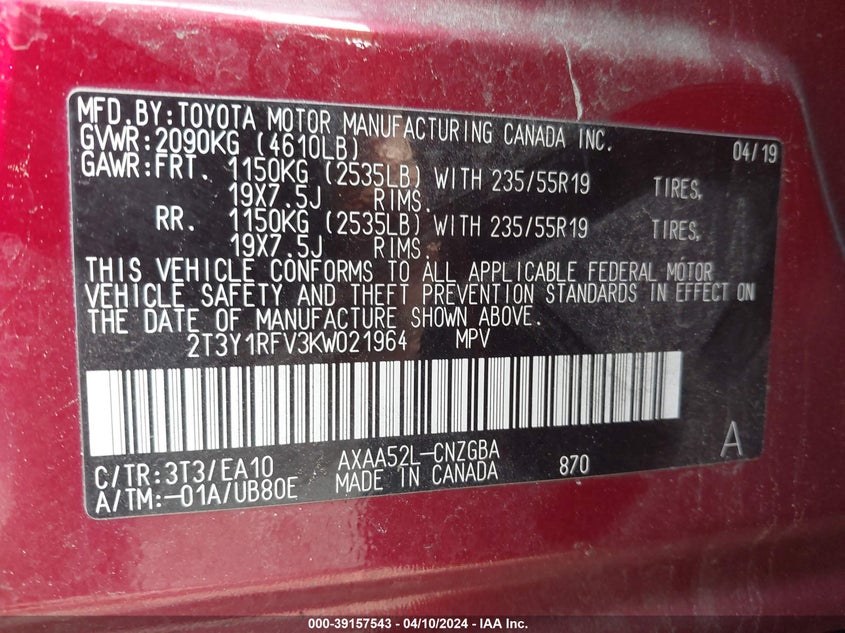 MFD.BY:TOYOTA MOTOR MANUFACTURING CANADA INC.
GVWR:2090KG (4610LB) 04/19
GAWR:FRT. 1150KG (2535LB) WITH 235/55R19 TIRES,
19X7.5J RIMS.
RR. 1150KG (2535LB) WITH 235/55R19 TIRES,
19X7.5J RIMS.
THIS VEHICLE CONFORMS TO ALL APPLICABLE FEDERAL MOTOR
VEHICLE SAFETY AND THEFT PREVENTION STANDARDS IN EFFECT ON
THE DATE OF MANUFACTURE SHOWN ABOVE.
2T3Y1RFV3KW021964 MPV
A
C/TR:3T3/EA10 AXAA52L-CNZGBA 870
A/TM:-01A/UB80E MADE IN CANADA
000-39157543 - 04/10/2024 - IAA Inc.